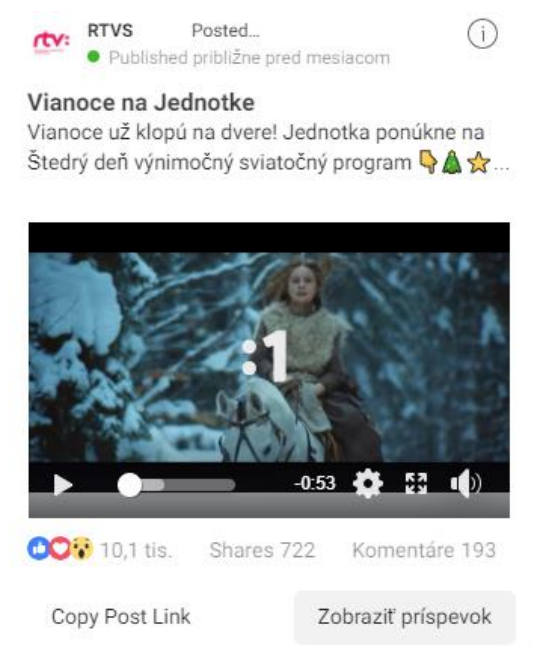 rtv:
RTVS Posted...
Published približne pred mesiacom
Vianoce na Jednotke
Vianoce už klopú na dvere! Jednotka ponúkne na
Štedrý deň výnimočný sviatočný program 👇🎄⭐...
:1
-0:53
10,1 tis. Shares 722 Komentáre 193
Copy Post Link Zobraziť príspevok